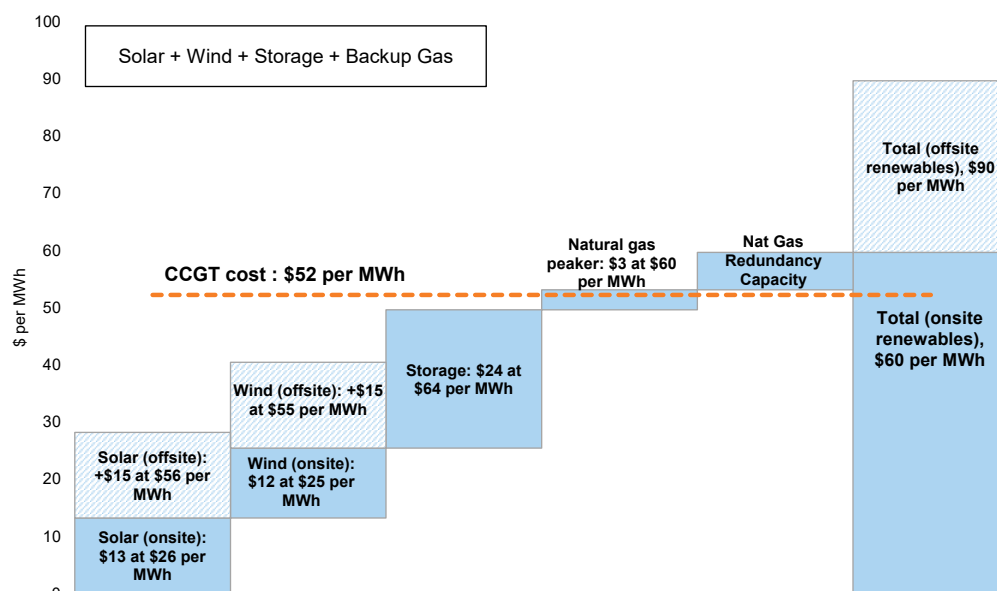 100
Solar + Wind + Storage + Backup Gas
90
80
70
60
50
40
30
20
10
0
$ per MWh
CCGT cost : $52 per MWh
Solar (offsite):
+$15 at $56 per
MWh
Solar (onsite):
$13 at $26 per
MWh
Wind (offsite): +$15
at $55 per MWh
Wind (onsite):
$12 at $25 per
MWh
Storage: $24 at
$64 per MWh
Natural gas
peaker: $3 at $60
per MWh
Nat Gas
Redundancy
Capacity
Total (offsite
renewables), $90
per MWh
Total (onsite
renewables),
$60 per MWh